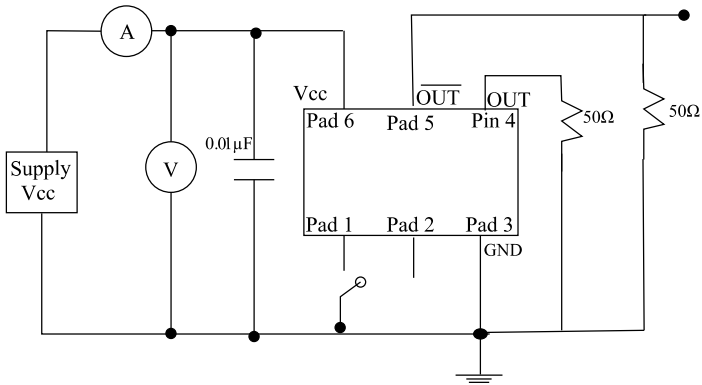 A
Vcc
OUT
OUT
Pad 6
Pad 5
Pin 4
50Ω
50Ω
0.01µF
Supply
Vcc
V
Pad 1
Pad 2
Pad 3
GND